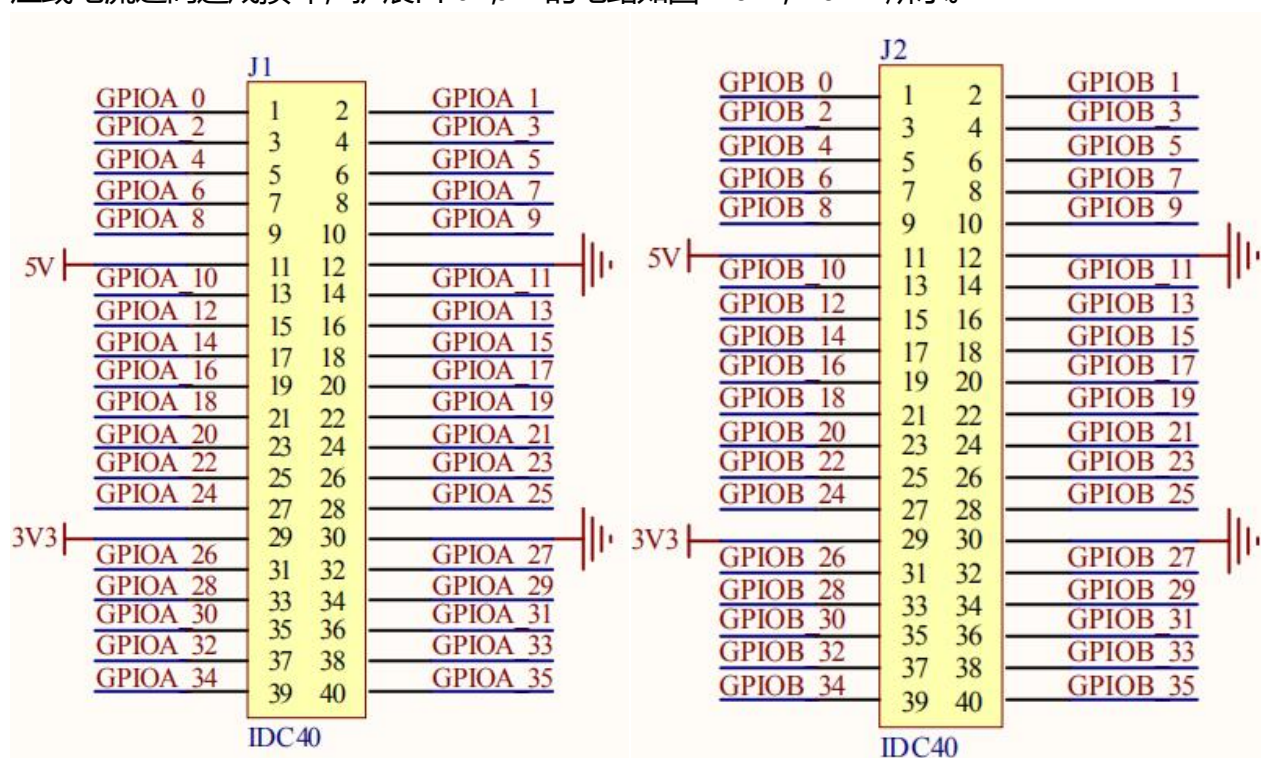 J1
GPIOA_0 1 2 GPIOA_1
GPIOA_2 3 4 GPIOA_3
GPIOA_4 5 6 GPIOA_5
GPIOA_6 7 8 GPIOA_7
GPIOA_8 9 10 GPIOA_9
5V 11 12
GPIOA_10 13 14 GPIOA_11
GPIOA_12 15 16 GPIOA_13
GPIOA_14 17 18 GPIOA_15
GPIOA_16 19 20 GPIOA_17
GPIOA_18 21 22 GPIOA_19
GPIOA_20 23 24 GPIOA_21
GPIOA_22 25 26 GPIOA_23
GPIOA_24 27 28 GPIOA_25
3V3 29 30
GPIOA_26 31 32 GPIOA_27
GPIOA_28 33 34 GPIOA_29
GPIOA_30 35 36 GPIOA_31
GPIOA_32 37 38 GPIOA_33
GPIOA_34 39 40 GPIOA_35
IDC40
J2
GPIOB_0 1 2 GPIOB_1
GPIOB_2 3 4 GPIOB_3
GPIOB_4 5 6 GPIOB_5
GPIOB_6 7 8 GPIOB_7
GPIOB_8 9 10 GPIOB_9
5V 11 12
GPIOB_10 13 14 GPIOB_11
GPIOB_12 15 16 GPIOB_13
GPIOB_14 17 18 GPIOB_15
GPIOB_16 19 20 GPIOB_17
GPIOB_18 21 22 GPIOB_19
GPIOB_20 23 24 GPIOB_21
GPIOB_22 25 26 GPIOB_23
GPIOB_24 27 28 GPIOB_25
3V3 29 30
GPIOB_26 31 32 GPIOB_27
GPIOB_28 33 34 GPIOB_29
GPIOB_30 35 36 GPIOB_31
GPIOB_32 37 38 GPIOB_33
GPIOB_34 39 40 GPIOB_35
IDC40